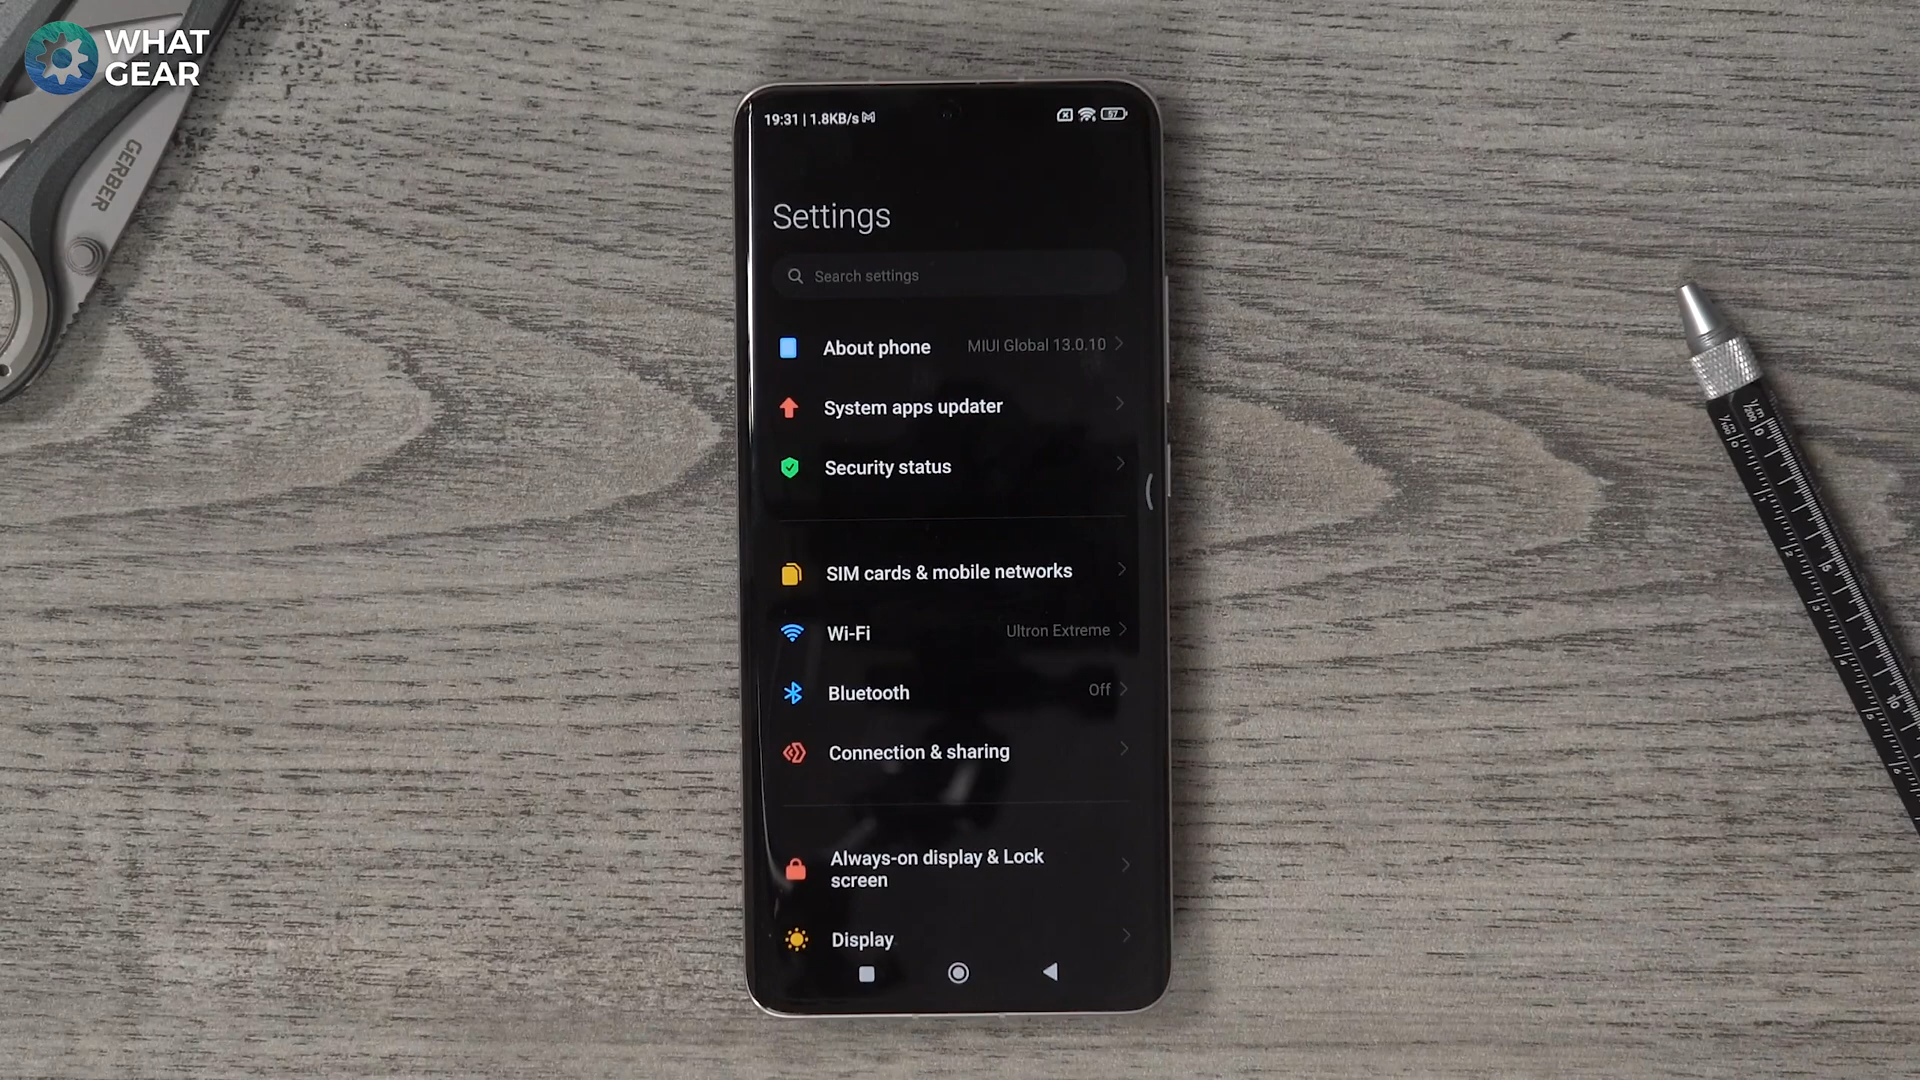 WHAT
GEAR
GERBER
19:31 | 1.8KB/s
57
Settings
Search settings
About phone
MIUI Global 13.0.10
System apps updater
Security status
SIM cards & mobile networks
Wi-Fi
Ultron Extreme
Bluetooth
Off
Connection & sharing
Always-on display & Lock
screen
Display